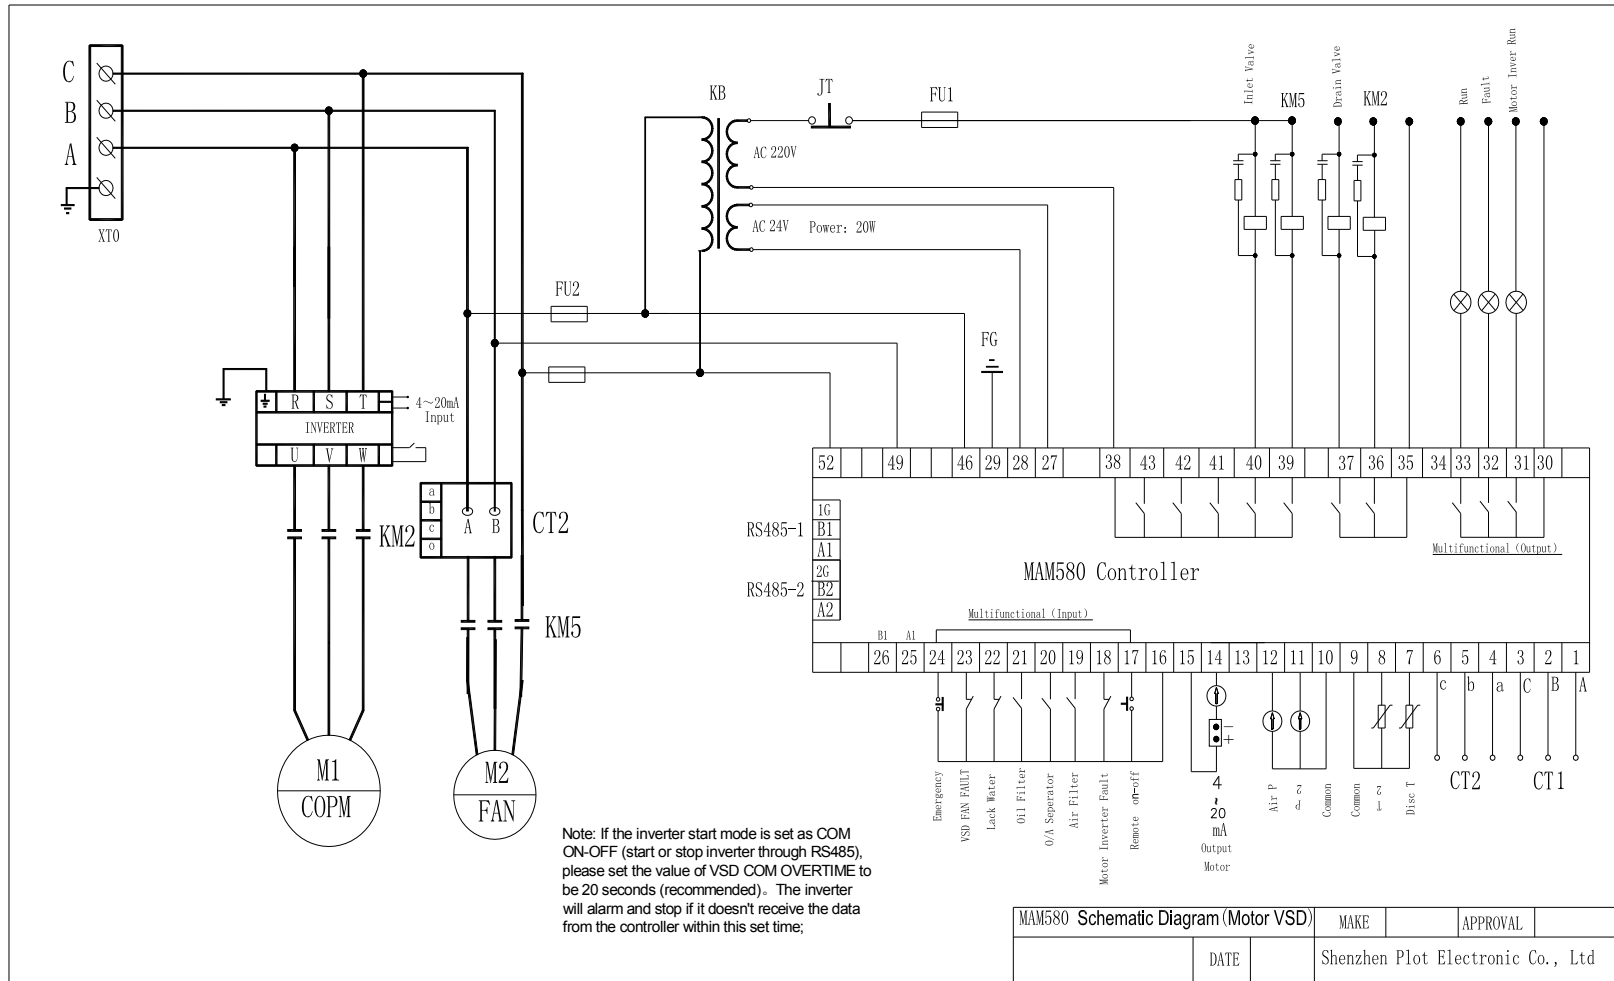 C
B
A
XT0
KB
JT
FU1
Inlet Valve
KM5
Drain Valve
KM2
Run
Fault
Motor Inver Run
AC 220V
AC 24V
Power: 20W
FU2
FG
R S T
4～20mA
Input
INVERTER
U V W
KM2
a
b
c
o
A B
CT2
KM5
52 49 46 29 28 27 38 43 42 41 40 39 37 36 35 34 33 32 31 30
RS485-1
1G
B1
A1
RS485-2
2G
B2
A2
MAM580 Controller
Multifunctional (Output)
Multifunctional (Input)
B1 A1
26 25 24 23 22 21 20 19 18 17 16 15 14 13 12 11 10 9 8 7 6 5 4 3 2 1
c b a C B A
− +
Emergency
VSD FAN FAULT
Lack Water
Oil Filter
O/A Seperator
Air Filter
Motor Inverter Fault
Remote on-off
4
~
20
mA
Output
Motor
Air P
Common
Common
Disc T
CT2
CT1
M1
COPM
M2
FAN
Note: If the inverter start mode is set as COM
ON-OFF (start or stop inverter through RS485),
please set the value of VSD COM OVERTIME to
be 20 seconds (recommended)。The inverter
will alarm and stop if it doesn't receive the data
from the controller within this set time;
MAM580 Schematic Diagram(Motor VSD)
MAKE
APPROVAL
DATE
Shenzhen Plot Electronic Co., Ltd